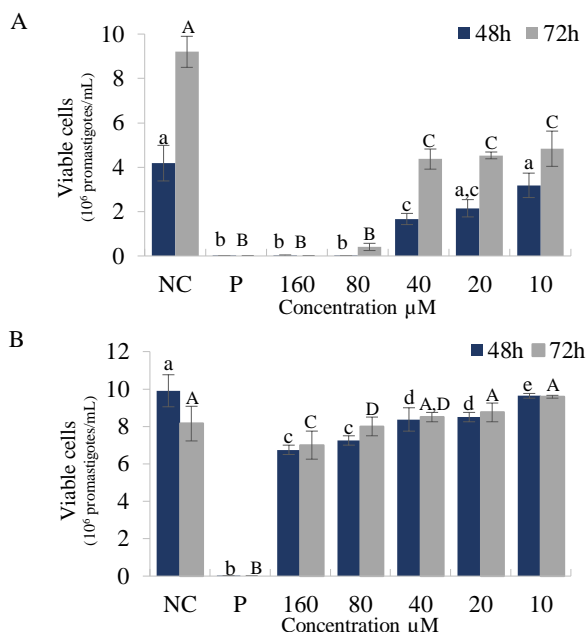 A
48h 72h
Viable cells
(10⁶ promastigotes/mL)
10
8
6
4
2
0
a A
b B
b B
b B
c C
a,c C
a C
NC P 160 80 40 20 10
Concentration µM
B
48h 72h
Viable cells
(10⁶ promastigotes/mL)
12
10
8
6
4
2
0
a A
b B
c C
c D
d A,D
d A
e A
NC P 160 80 40 20 10
Concentration µM